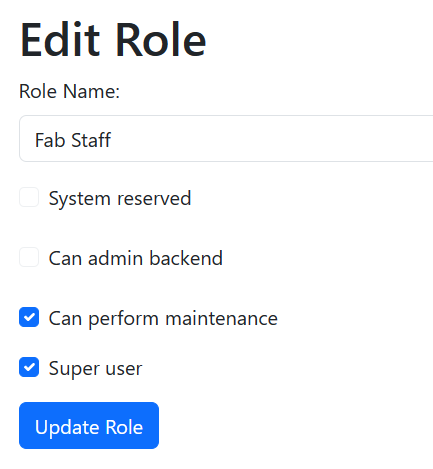 Edit Role
Role Name:
Fab Staff
System reserved
Can admin backend
Can perform maintenance
Super user
Update Role